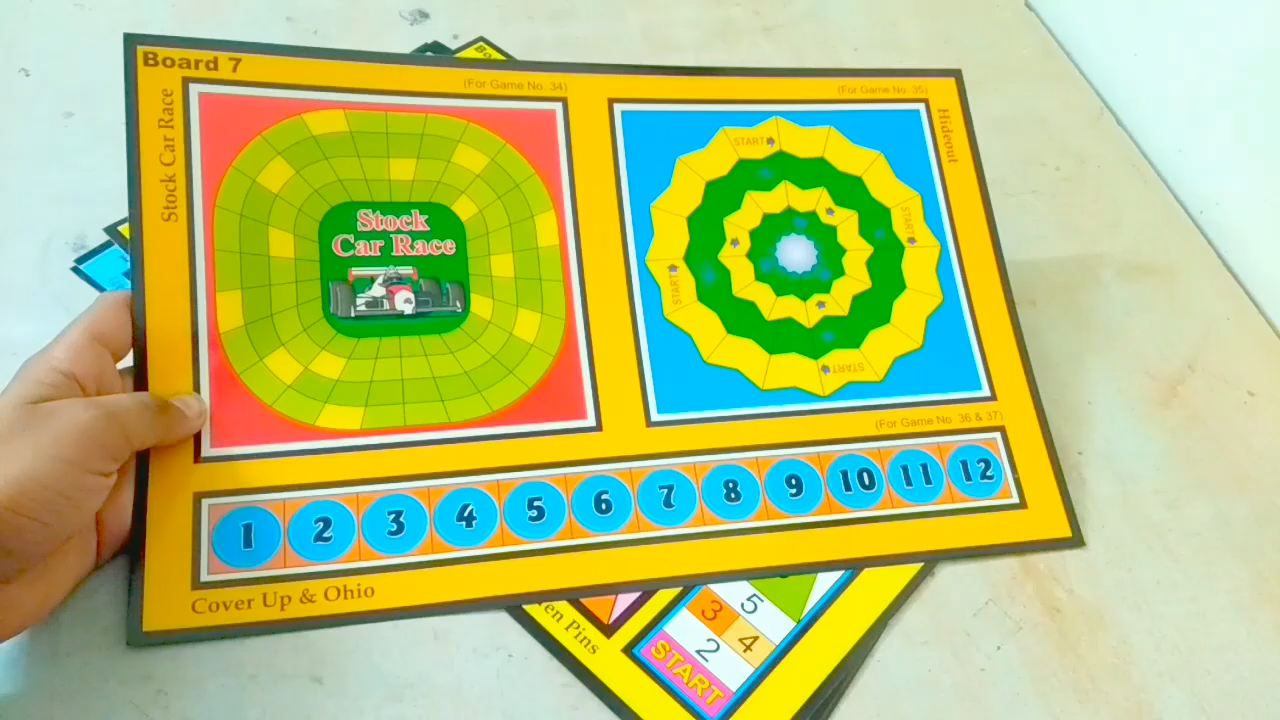 Board 7
(For Game No. 34)
(For Game No. 35)
Stock Car Race
Hideout
Stock
Car Race
START
START
START
START
(For Game No. 36 & 37)
1 2 3 4 5 6 7 8 9 10 11 12
Cover Up & Ohio
Ten Pins
5
3 4
2
START